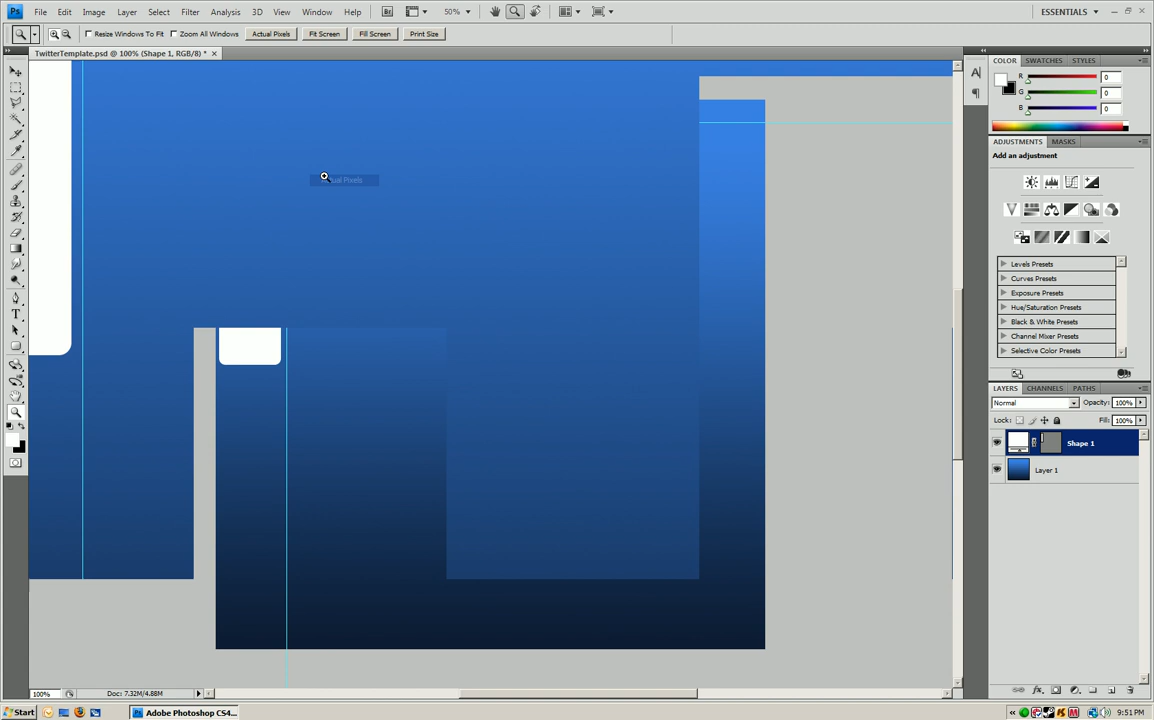 Ps File Edit Image Layer Select Filter Analysis 3D View Window Help Br 50% ESSENTIALS
Resize Windows To Fit Zoom All Windows Actual Pixels Fit Screen Fill Screen Print Size
TwitterTemplate.psd @ 100% (Shape 1, RGB/8) *
COLOR SWATCHES STYLES
R 0
G 0
B 0
ADJUSTMENTS MASKS
Add an adjustment
Actual Pixels
Levels Presets
Curves Presets
Exposure Presets
Hue/Saturation Presets
Black & White Presets
Channel Mixer Presets
Selective Color Presets
LAYERS CHANNELS PATHS
Normal Opacity: 100%
Lock: Fill: 100%
Shape 1
Layer 1
100% Doc: 7.32M/4.88M
Start Adobe Photoshop CS4... 9:51 PM